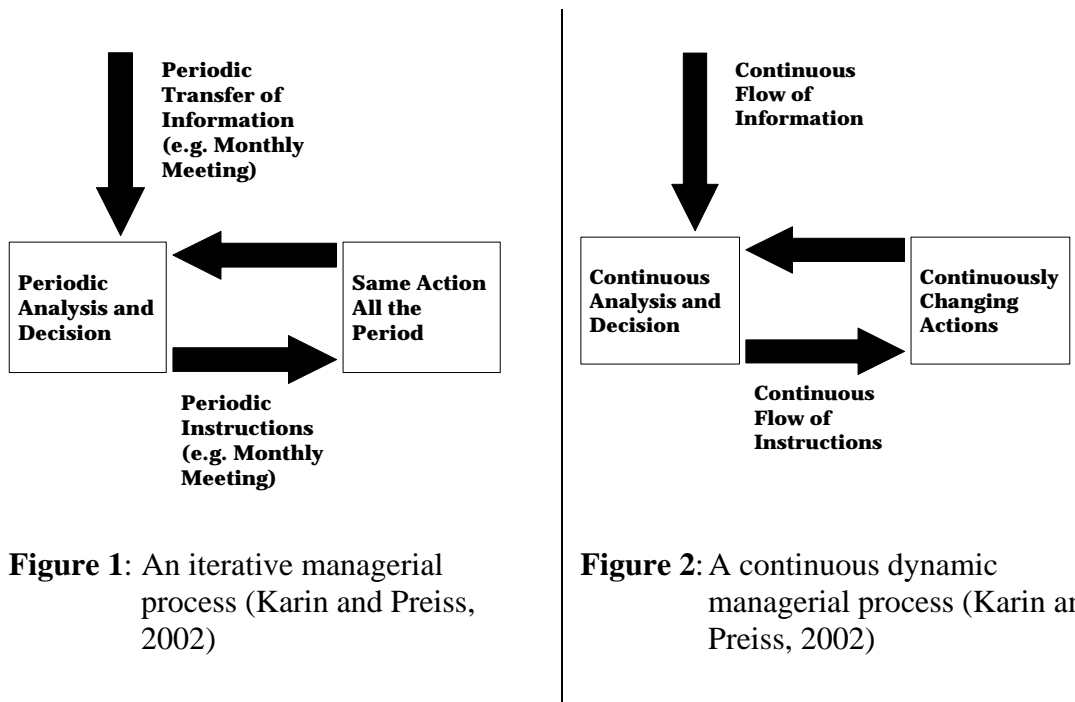 Periodic
Transfer of
Information
(e.g. Monthly
Meeting)
Periodic
Analysis and
Decision
Same Action
All the
Period
Periodic
Instructions
(e.g. Monthly
Meeting)
Figure 1: An iterative managerial
process (Karin and Preiss,
2002)
Continuous
Flow of
Information
Continuous
Analysis and
Decision
Continuously
Changing
Actions
Continuous
Flow of
Instructions
Figure 2: A continuous dynamic
managerial process (Karin
Preiss, 2002)